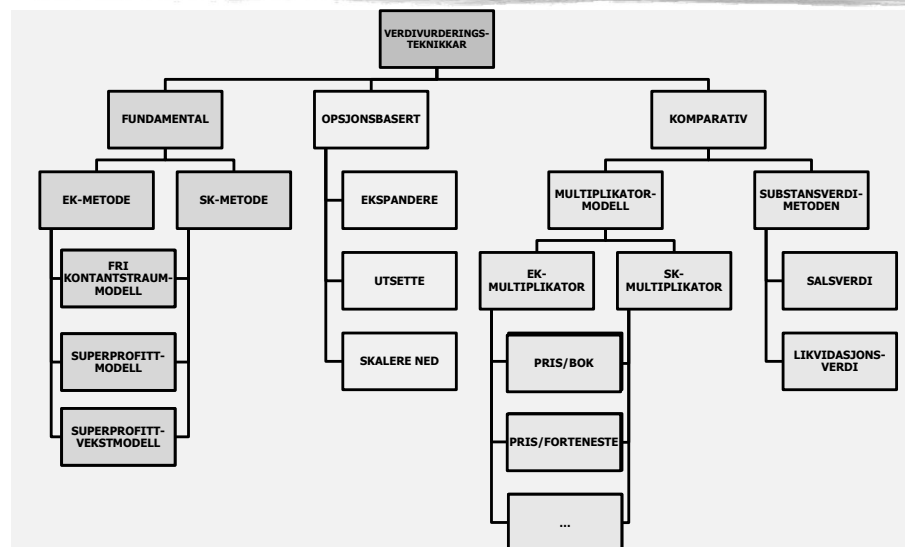 VERDIVURDERINGS-
TEKNIKKAR
FUNDAMENTAL
OPSJONSBASERT
KOMPARATIV
EK-METODE
SK-METODE
EKSPANDERE
MULTIPLIKATOR-
MODELL
SUBSTANSVERDI-
METODEN
FRI
KONTANTSTRAUM-
MODELL
UTSETTE
EK-
MULTIPLIKATOR
SK-
MULTIPLIKATOR
SALSVERDI
SUPERPROFITT-
MODELL
SKALERE NED
PRIS/BOK
LIKVIDASJONS-
VERDI
SUPERPROFITT-
VEKSTMODELL
PRIS/FORTENESTE
...